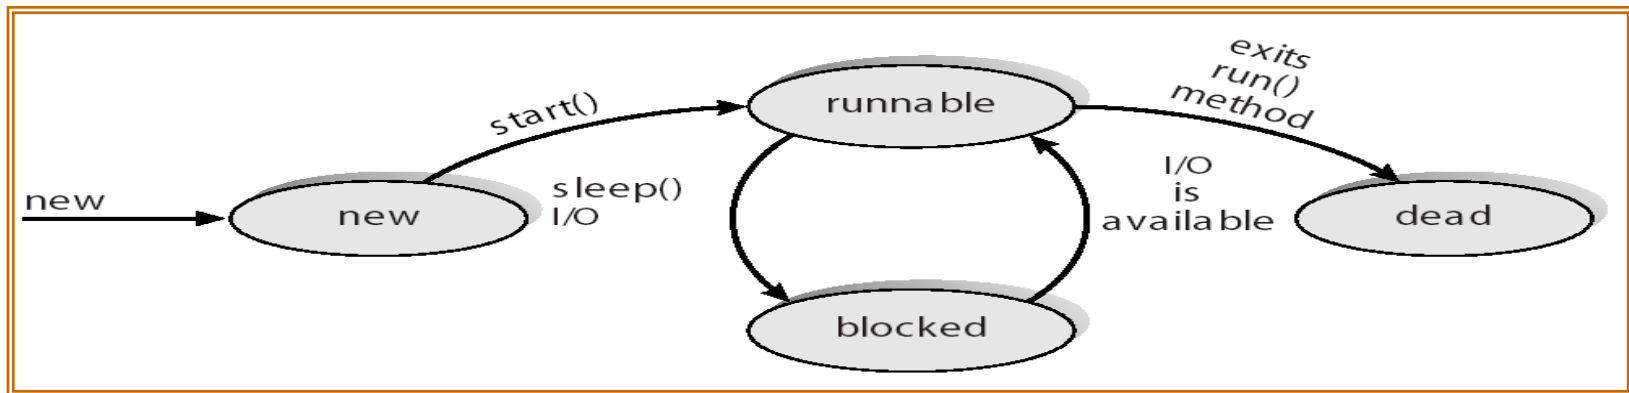 new
new
start()
sleep()
I/O
runnable
blocked
I/O
is
available
exits
run()
method
dead